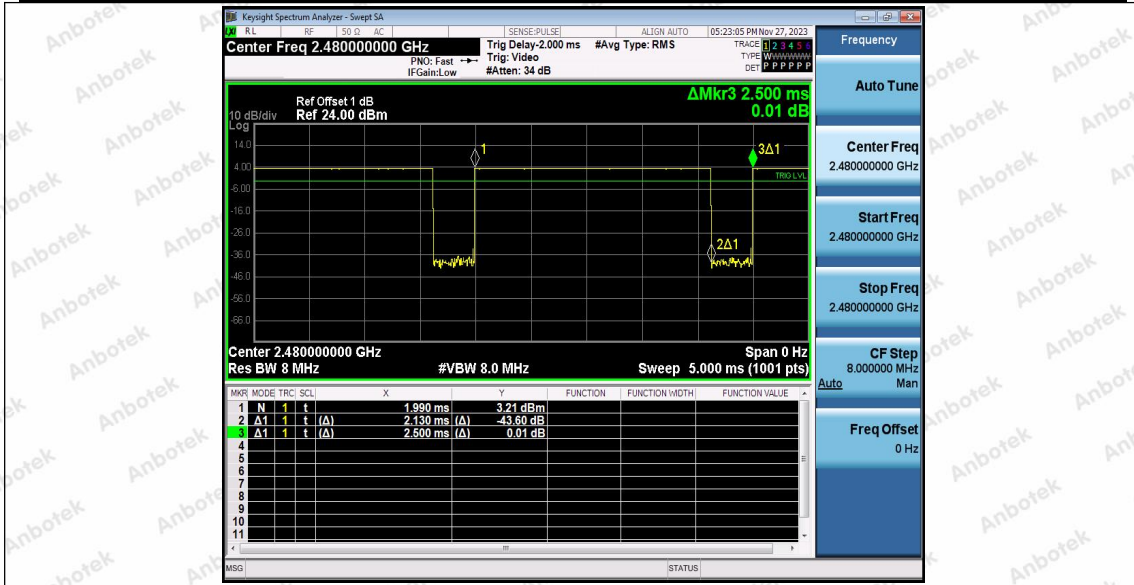 Keysight Spectrum Analyzer - Swept SA
LXI RL RF 50 Ω AC SENSE:PULSE ALIGN AUTO 05:23:05 PM Nov 27, 2023
Center Freq 2.480000000 GHz
Trig Delay-2.000 ms #Avg Type: RMS
PNO: Fast Trig: Video
IFGain:Low #Atten: 34 dB
TRACE 1 2 3 4 5 6
TYPE WWWWWW
DET P P P P P P
Frequency
Auto Tune
Center Freq
2.480000000 GHz
Start Freq
2.480000000 GHz
Stop Freq
2.480000000 GHz
CF Step
8.000000 MHz
Auto Man
Freq Offset
0 Hz
ΔMkr3 2.500 ms
0.01 dB
Ref Offset 1 dB
10 dB/div Ref 24.00 dBm
Log
14.0
4.00
-6.00
-16.0
-26.0
-36.0
-46.0
-56.0
-66.0
1
3Δ1
TRIG LVL
2Δ1
Center 2.480000000 GHz Span 0 Hz
Res BW 8 MHz #VBW 8.0 MHz Sweep 5.000 ms (1001 pts)
MKR MODE TRC SCL X Y FUNCTION FUNCTION WIDTH FUNCTION VALUE
1 N 1 t 1.990 ms 3.21 dBm
2 Δ1 1 t (Δ) 2.130 ms (Δ) -43.60 dB
3 Δ1 1 t (Δ) 2.500 ms (Δ) 0.01 dB
4
5
6
7
8
9
10
11
MSG STATUS
Anbotek